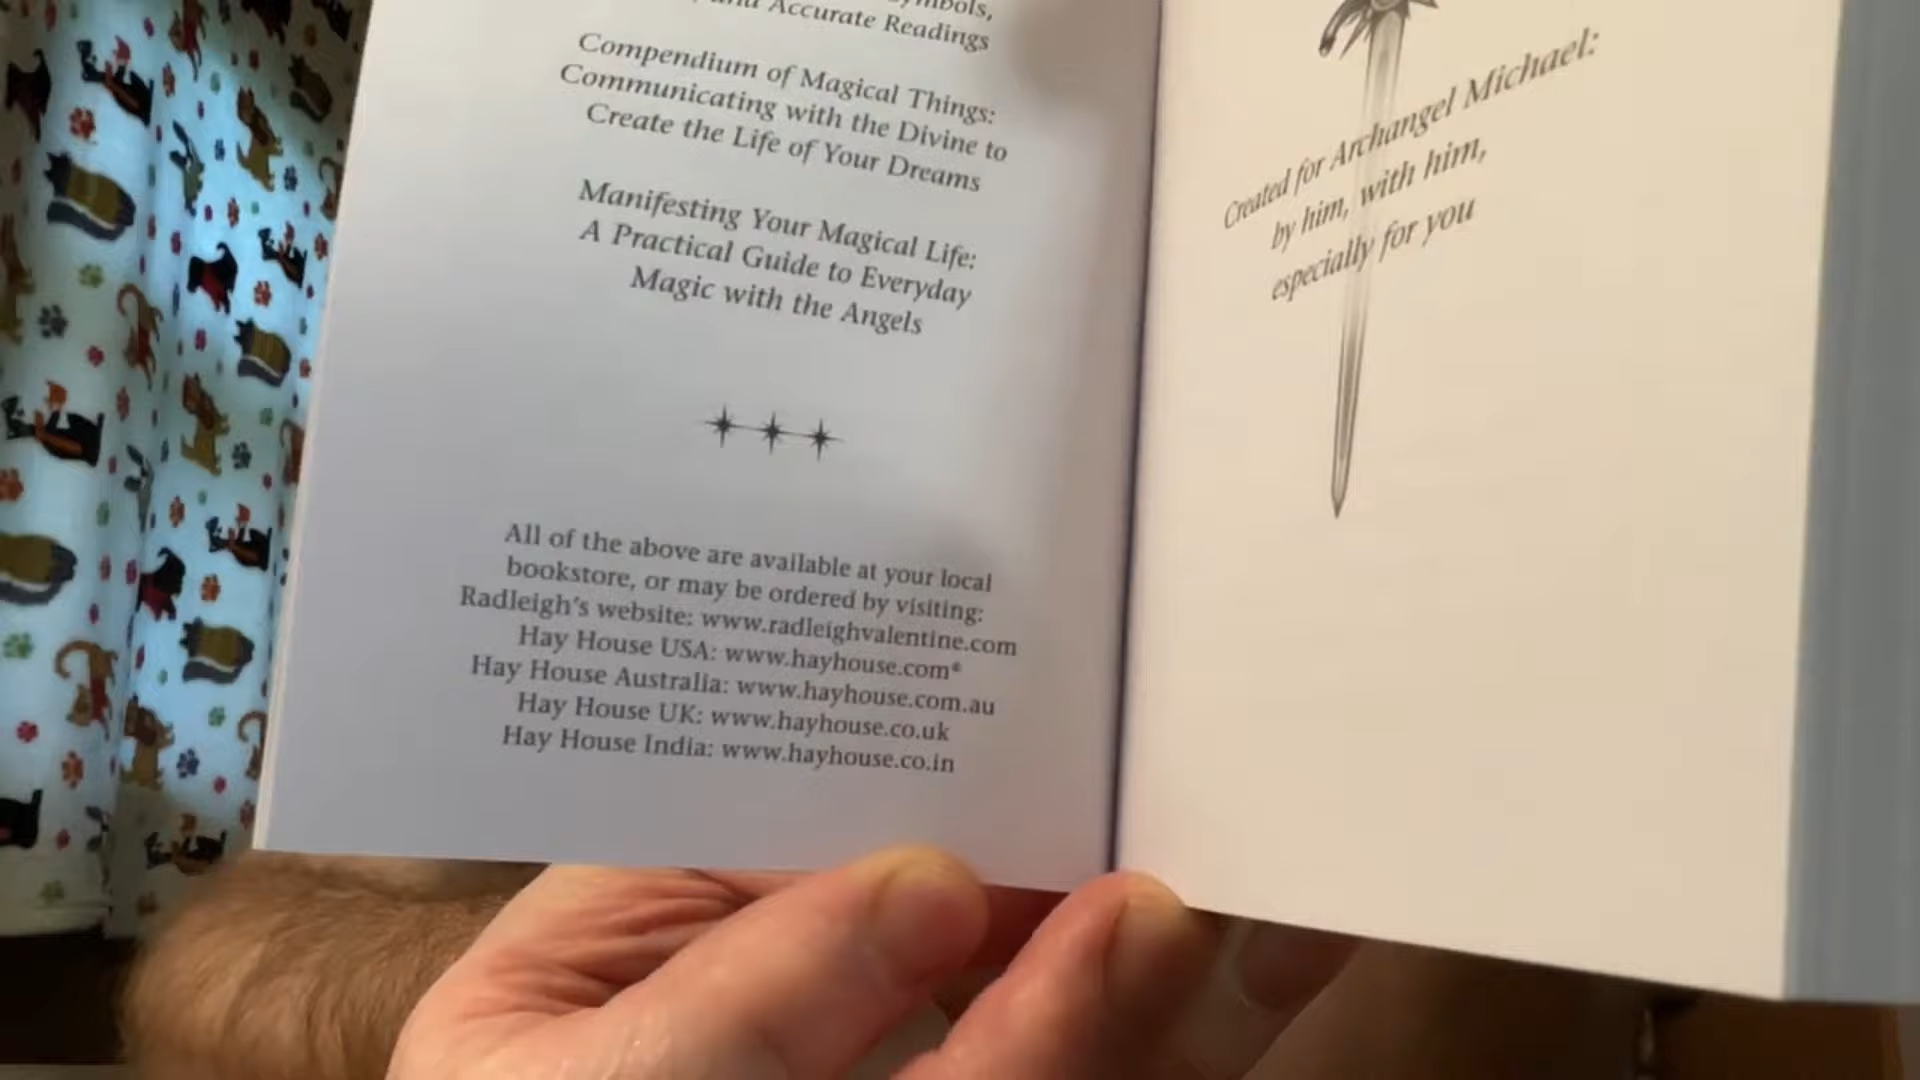 Accurate Readings
Compendium of Magical Things:
Communicating with the Divine to
Create the Life of Your Dreams
Manifesting Your Magical Life:
A Practical Guide to Everyday
Magic with the Angels
All of the above are available at your local
bookstore, or may be ordered by visiting:
Radleigh's website: www.radleighvalentine.com
Hay House USA: www.hayhouse.com®
Hay House Australia: www.hayhouse.com.au
Hay House UK: www.hayhouse.co.uk
Hay House India: www.hayhouse.co.in
Created for Archangel Michael:
by him, with him,
especially for you